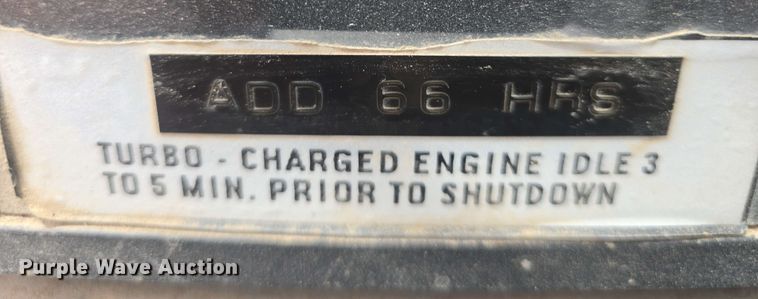 ADD 66 HRS
TURBO - CHARGED ENGINE IDLE 3
TO 5 MIN. PRIOR TO SHUTDOWN
Purple Wave Auction